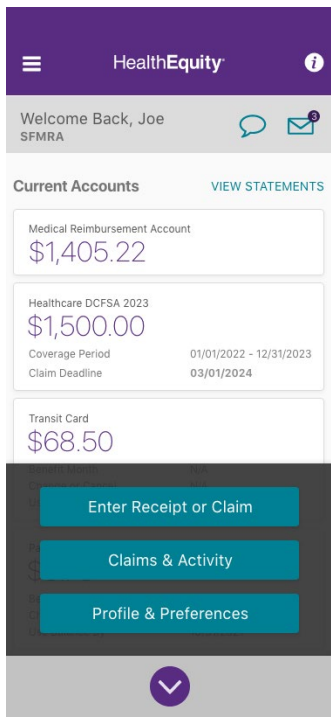 HealthEquity
i
Welcome Back, Joe
3
SFMRA
Current Accounts VIEW STATEMENTS
Medical Reimbursement Account
$1,405.22
Healthcare DCFSA 2023
$1,500.00
Coverage Period 01/01/2022 - 12/31/2023
Claim Deadline 03/01/2024
Transit Card
$68.50
Benefit Month N/A
Enter Receipt or Claim
Claims & Activity
Profile & Preferences